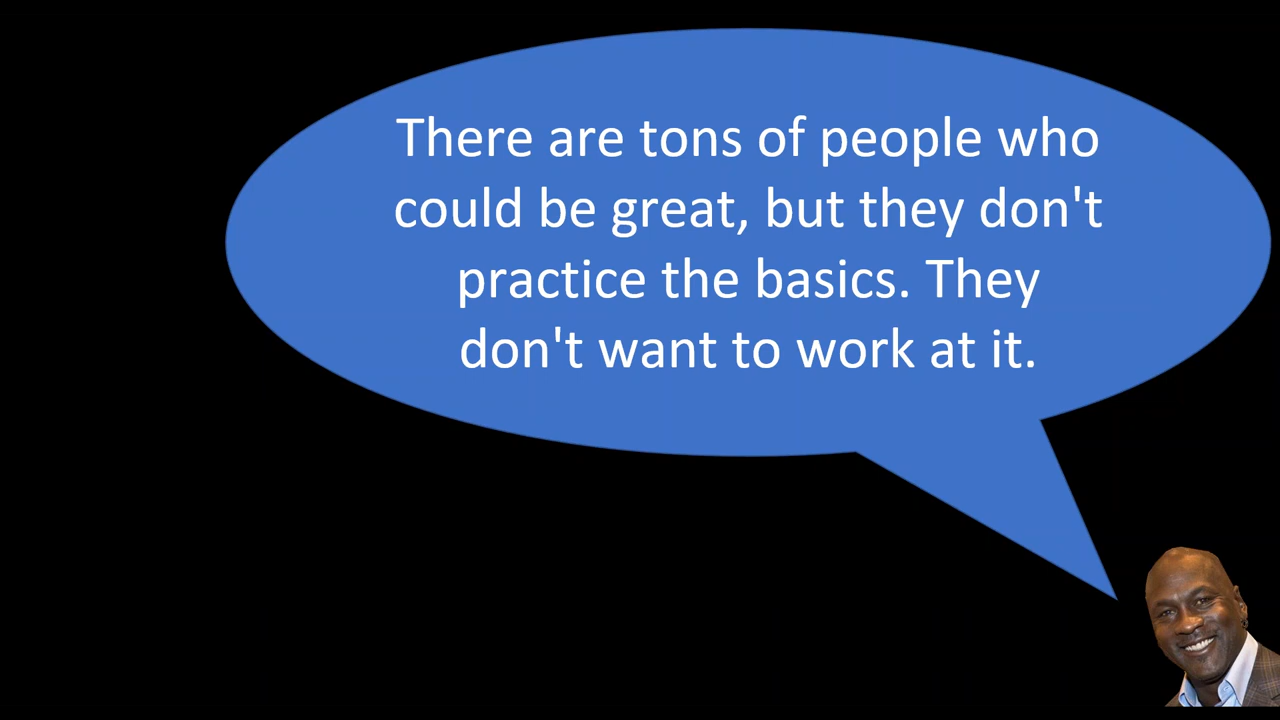 There are tons of people who
could be great, but they don't
practice the basics. They
don't want to work at it.